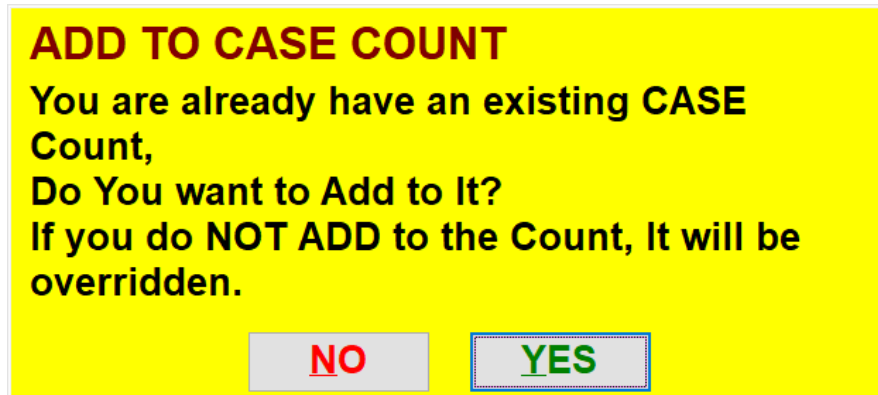 ADD TO CASE COUNT
You are already have an existing CASE
Count,
Do You want to Add to It?
If you do NOT ADD to the Count, It will be
overridden.
NO
YES